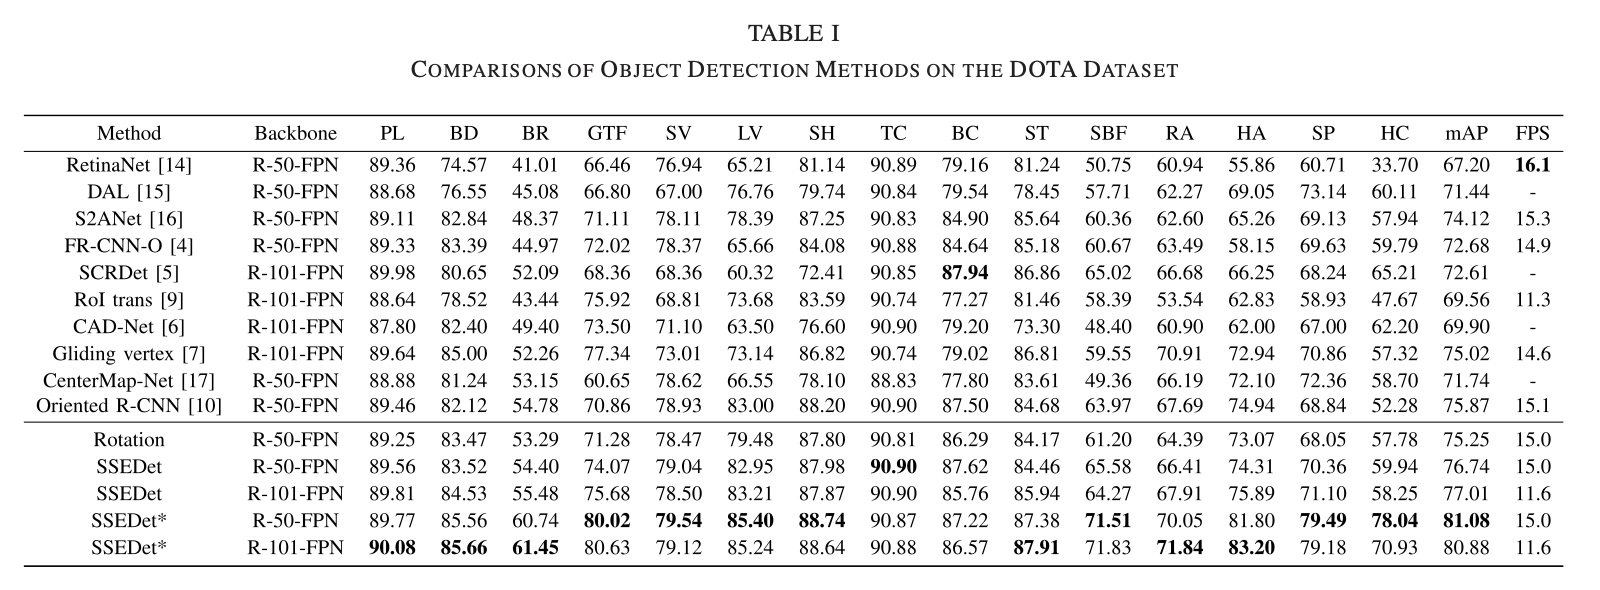 TABLE I
COMPARISONS OF OBJECT DETECTION METHODS ON THE DOTA DATASET
Method Backbone PL BD BR GTF SV LV SH TC BC ST SBF RA HA SP HC mAP FPS
RetinaNet [14] R-50-FPN 89.36 74.57 41.01 66.46 76.94 65.21 81.14 90.89 79.16 81.24 50.75 60.94 55.86 60.71 33.70 67.20 16.1
DAL [15] R-50-FPN 88.68 76.55 45.08 66.80 67.00 76.76 79.74 90.84 79.54 78.45 57.71 62.27 69.05 73.14 60.11 71.44 -
S2ANet [16] R-50-FPN 89.11 82.84 48.37 71.11 78.11 78.39 87.25 90.83 84.90 85.64 60.36 62.60 65.26 69.13 57.94 74.12 15.3
FR-CNN-O [4] R-50-FPN 89.33 83.39 44.97 72.02 78.37 65.66 84.08 90.88 84.64 85.18 60.67 63.49 58.15 69.63 59.79 72.68 14.9
SCRDet [5] R-101-FPN 89.98 80.65 52.09 68.36 68.36 60.32 72.41 90.85 87.94 86.86 65.02 66.68 66.25 68.24 65.21 72.61 -
RoI trans [9] R-101-FPN 88.64 78.52 43.44 75.92 68.81 73.68 83.59 90.74 77.27 81.46 58.39 53.54 62.83 58.93 47.67 69.56 11.3
CAD-Net [6] R-101-FPN 87.80 82.40 49.40 73.50 71.10 63.50 76.60 90.90 79.20 73.30 48.40 60.90 62.00 67.00 62.20 69.90 -
Gliding vertex [7] R-101-FPN 89.64 85.00 52.26 77.34 73.01 73.14 86.82 90.74 79.02 86.81 59.55 70.91 72.94 70.86 57.32 75.02 14.6
CenterMap-Net [17] R-50-FPN 88.88 81.24 53.15 60.65 78.62 66.55 78.10 88.83 77.80 83.61 49.36 66.19 72.10 72.36 58.70 71.74 -
Oriented R-CNN [10] R-50-FPN 89.46 82.12 54.78 70.86 78.93 83.00 88.20 90.90 87.50 84.68 63.97 67.69 74.94 68.84 52.28 75.87 15.1
Rotation R-50-FPN 89.25 83.47 53.29 71.28 78.47 79.48 87.80 90.81 86.29 84.17 61.20 64.39 73.07 68.05 57.78 75.25 15.0
SSEDet R-50-FPN 89.56 83.52 54.40 74.07 79.04 82.95 87.98 90.90 87.62 84.46 65.58 66.41 74.31 70.36 59.94 76.74 15.0
SSEDet R-101-FPN 89.81 84.53 55.48 75.68 78.50 83.21 87.87 90.90 85.76 85.94 64.27 67.91 75.89 71.10 58.25 77.01 11.6
SSEDet* R-50-FPN 89.77 85.56 60.74 80.02 79.54 85.40 88.74 90.87 87.22 87.38 71.51 70.05 81.80 79.49 78.04 81.08 15.0
SSEDet* R-101-FPN 90.08 85.66 61.45 80.63 79.12 85.24 88.64 90.88 86.57 87.91 71.83 71.84 83.20 79.18 70.93 80.88 11.6